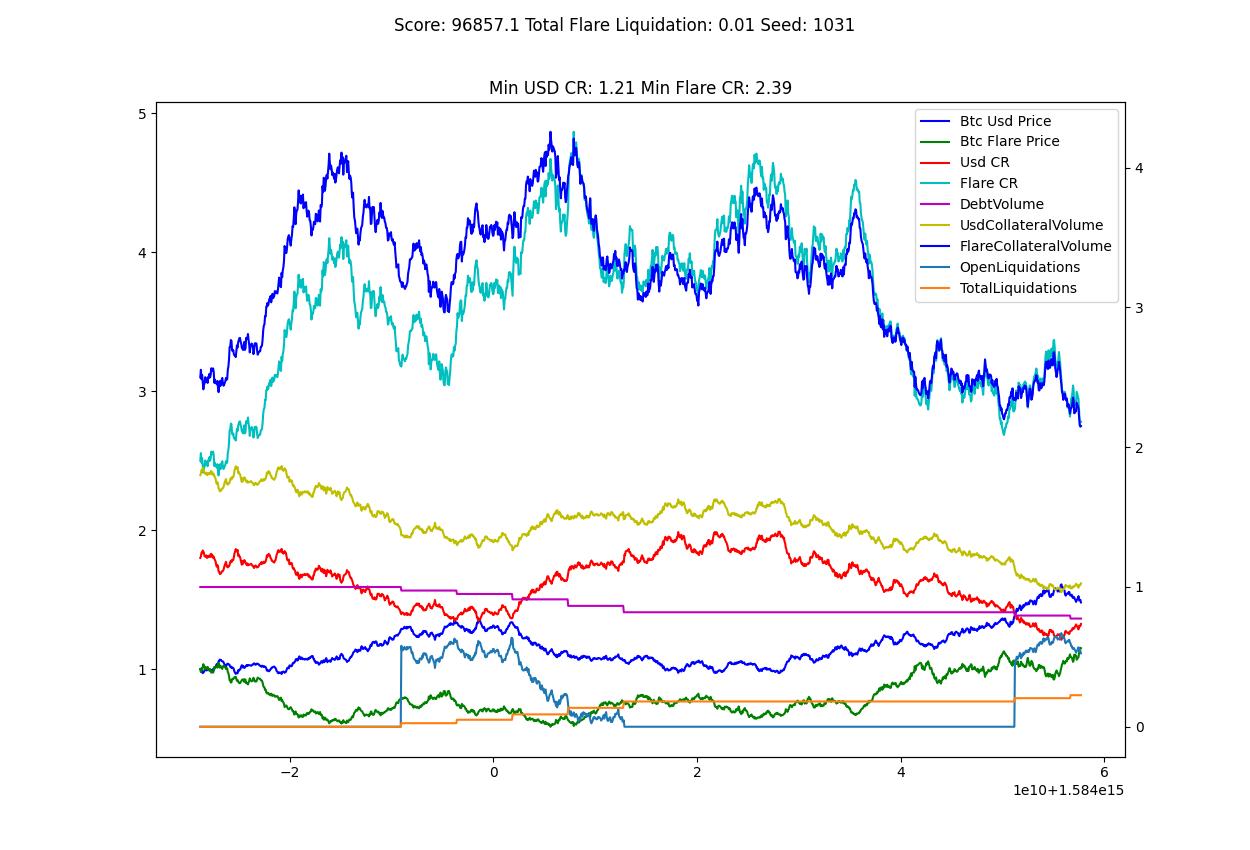 Score: 96857.1 Total Flare Liquidation: 0.01 Seed: 1031
Min USD CR: 1.21 Min Flare CR: 2.39
5
4
3
2
1
4
3
2
1
0
Btc Usd Price
Btc Flare Price
Usd CR
Flare CR
DebtVolume
UsdCollateralVolume
FlareCollateralVolume
OpenLiquidations
TotalLiquidations
−2
0
2
4
6
1e10+1.584e15